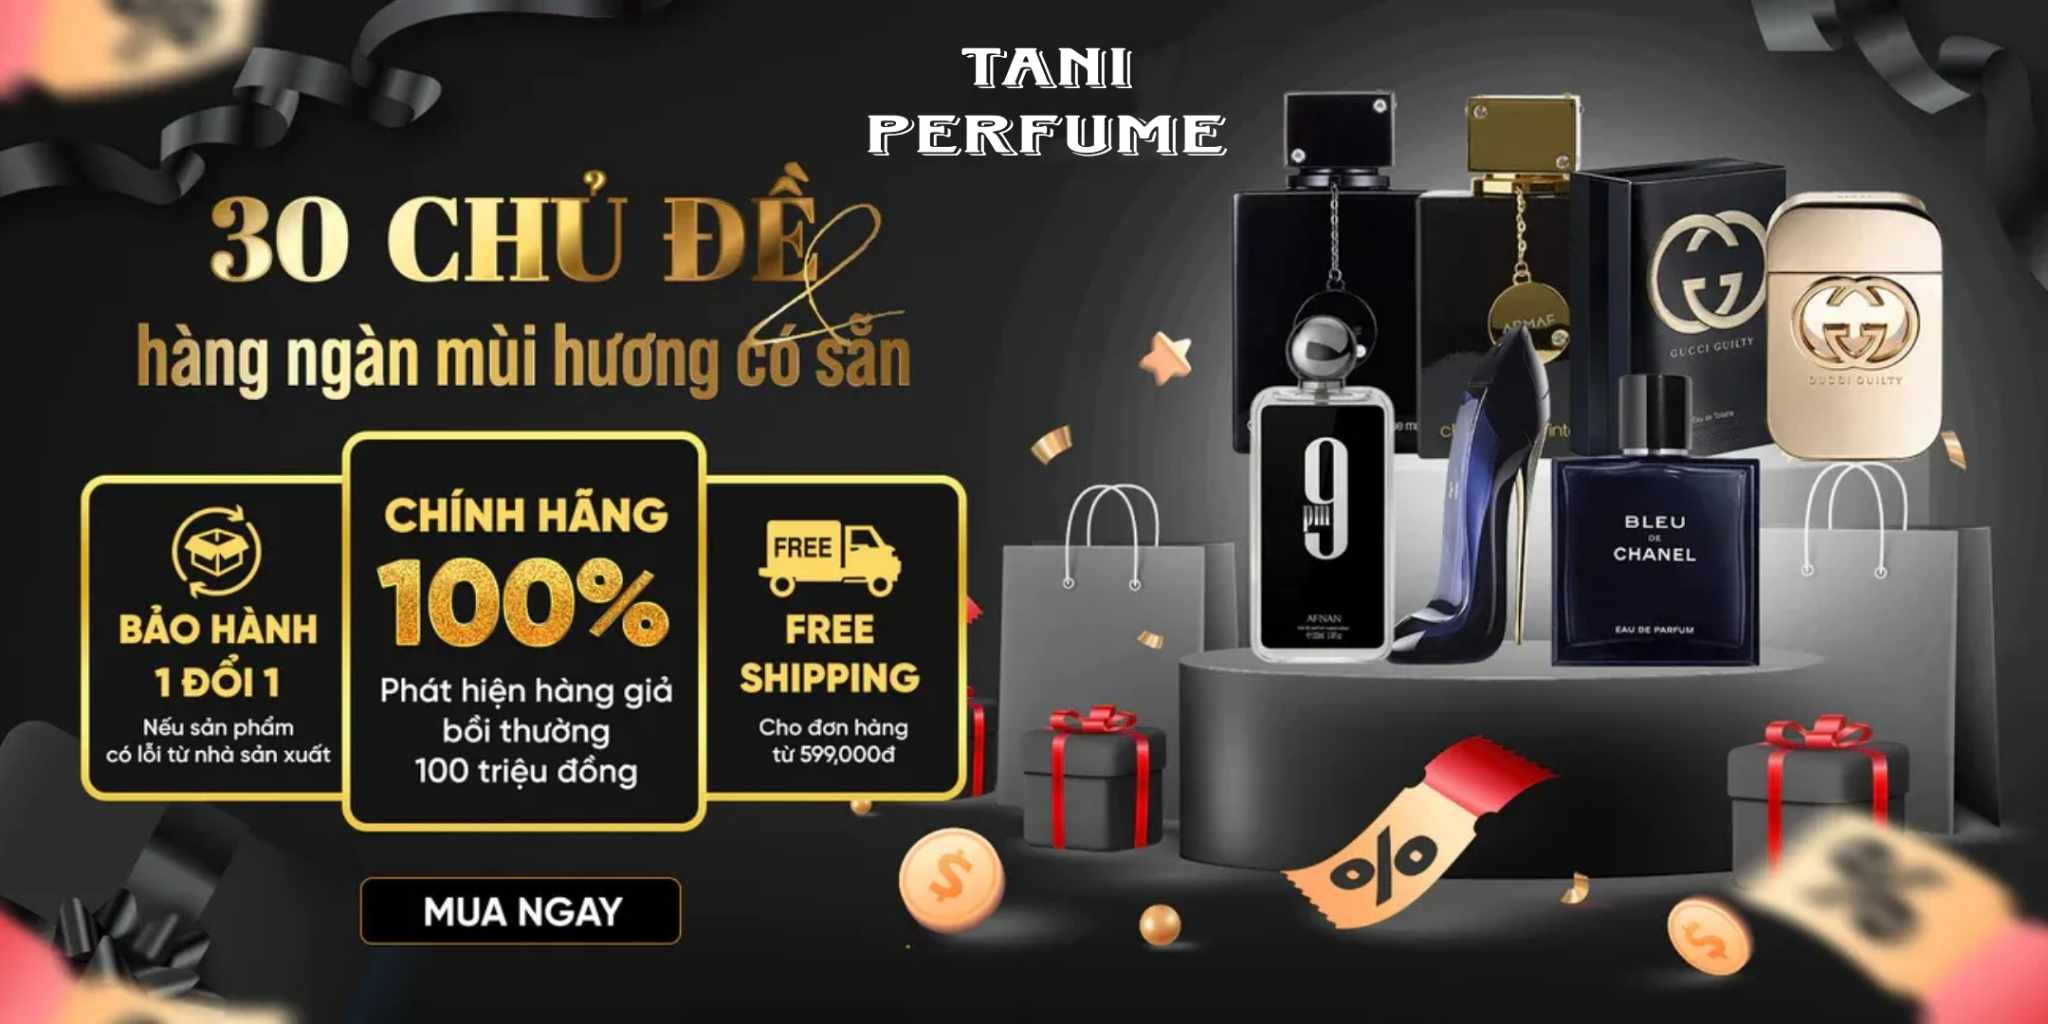 TANI
PERFUME
30 CHỦ ĐỀ
&
hàng ngàn mùi hương có sẵn
BẢO HÀNH
1 ĐỔI 1
Nếu sản phẩm
có lỗi từ nhà sản xuất
CHÍNH HÃNG
100%
Phát hiện hàng giả
bồi thường
100 triệu đồng
FREE
FREE
SHIPPING
Cho đơn hàng
từ 599,000đ
MUA NGAY
ARMAF
GUCCI GUILTY
Eau de Toilette
GUCCI GUILTY
9
pm
AFNAN
BLEU
DE
CHANEL
EAU DE PARFUM
%
$
$